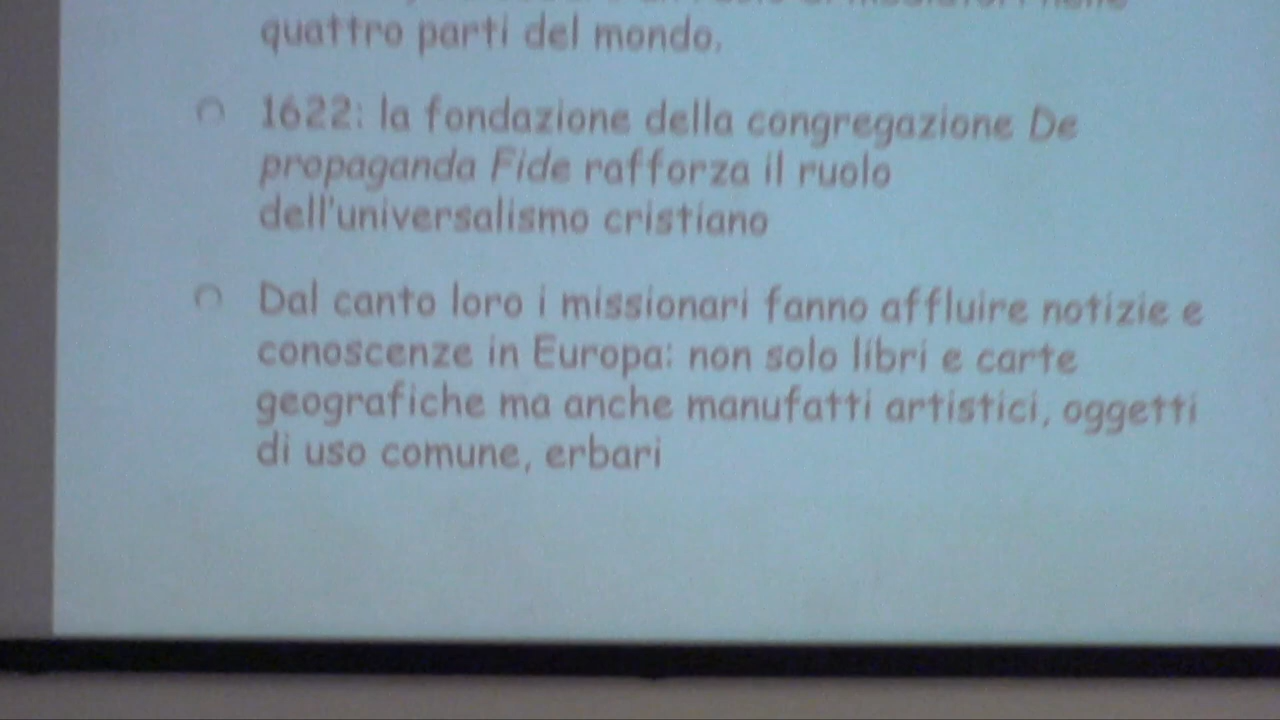 quattro parti del mondo.
1622: la fondazione della congregazione De
propaganda Fide rafforza il ruolo
dell'universalismo cristiano
Dal canto loro i missionari fanno affluire notizie e
conoscenze in Europa: non solo libri e carte
geografiche ma anche manufatti artistici, oggetti
di uso comune, erbari